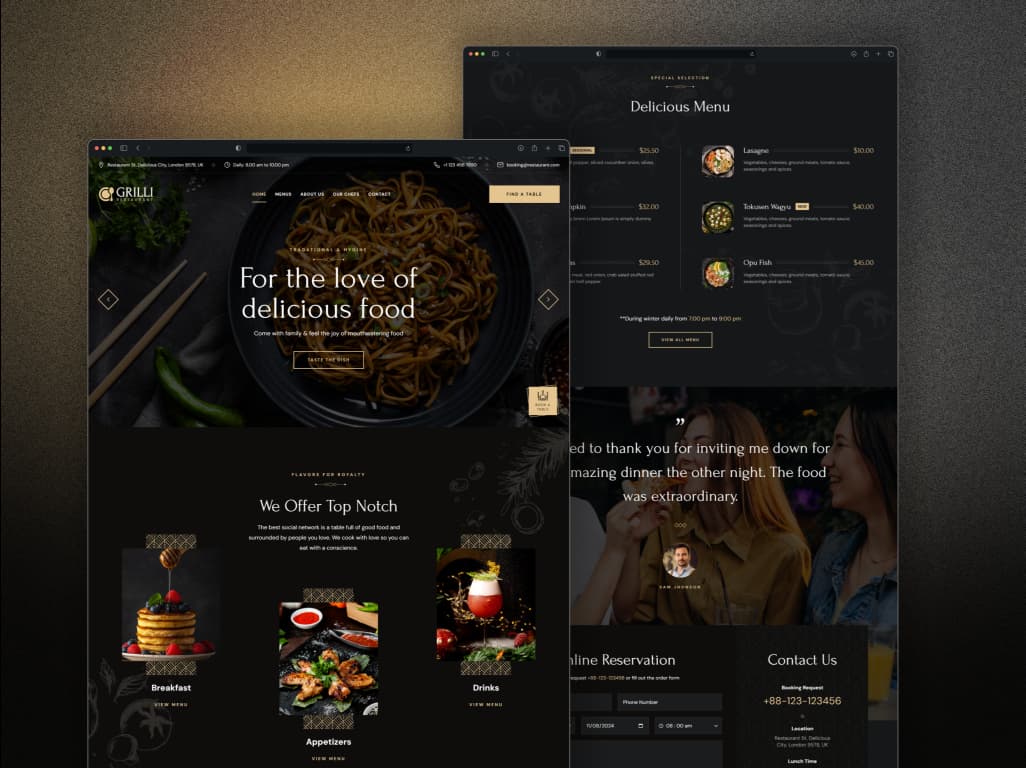 Restaurant St, Delicious City, London 9578, UK
Daily: 8.00 am to 10.00 pm
booking@restaurant.com
GRILLI
RESTAURANT
HOME
MENUS
ABOUT US
OUR CHEFS
CONTACT
FIND A TABLE
TRADITIONAL & HYGINE
For the love of
delicious food
Come with family & feel the joy of mouthwatering food
TASTE THE DISH
BOOK A
TABLE
FLAVORS FOR ROYALTY
We Offer Top Notch
The best social network is a table full of good food and
surrounded by people you love. We cook with love so you can
eat with a conscience.
Breakfast
VIEW MENU
Appetizers
VIEW MENU
Drinks
VIEW MENU
SPECIAL SELECTION
Delicious Menu
SEASONAL
$25.50
pepper, sliced cucumber onion, olives,
$32.00
lorem Lorem Ipsum is simply dummy
$29.50
meat, red onion, crab salad stuffed red
bell pepper
Lasagne
$10.00
Vegetables, cheeses, ground meats, tomato sauce,
seasonings and spices
Tokusen Wagyu
NEW
$40.00
Vegetables, cheeses, ground meats, tomato sauce,
seasonings and spices
Opu Fish
$45.00
Vegetables, cheeses, ground meats, tomato sauce,
seasonings and spices
**During winter daily from 7:00 pm to 9:00 pm
VIEW ALL MENU
”
ed to thank you for inviting me down for
mazing dinner the other night. The food
was extraordinary.
SAM JHONSON
nline Reservation
request +88-123-123456 or fill out the order form
Phone Number
11/08/2024
08 : 00 am
Contact Us
Booking Request
+88-123-123456
Location
Restaurant St, Delicious
City, London 9578, UK
Lunch Time